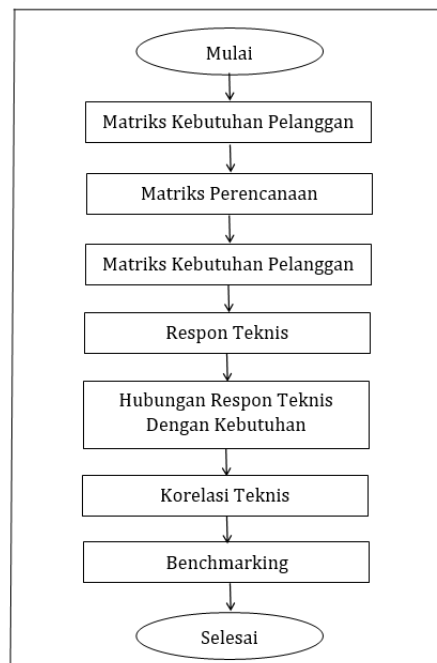 Mulai
Matriks Kebutuhan Pelanggan
Matriks Perencanaan
Matriks Kebutuhan Pelanggan
Respon Teknis
Hubungan Respon Teknis
Dengan Kebutuhan
Korelasi Teknis
Benchmarking
Selesai